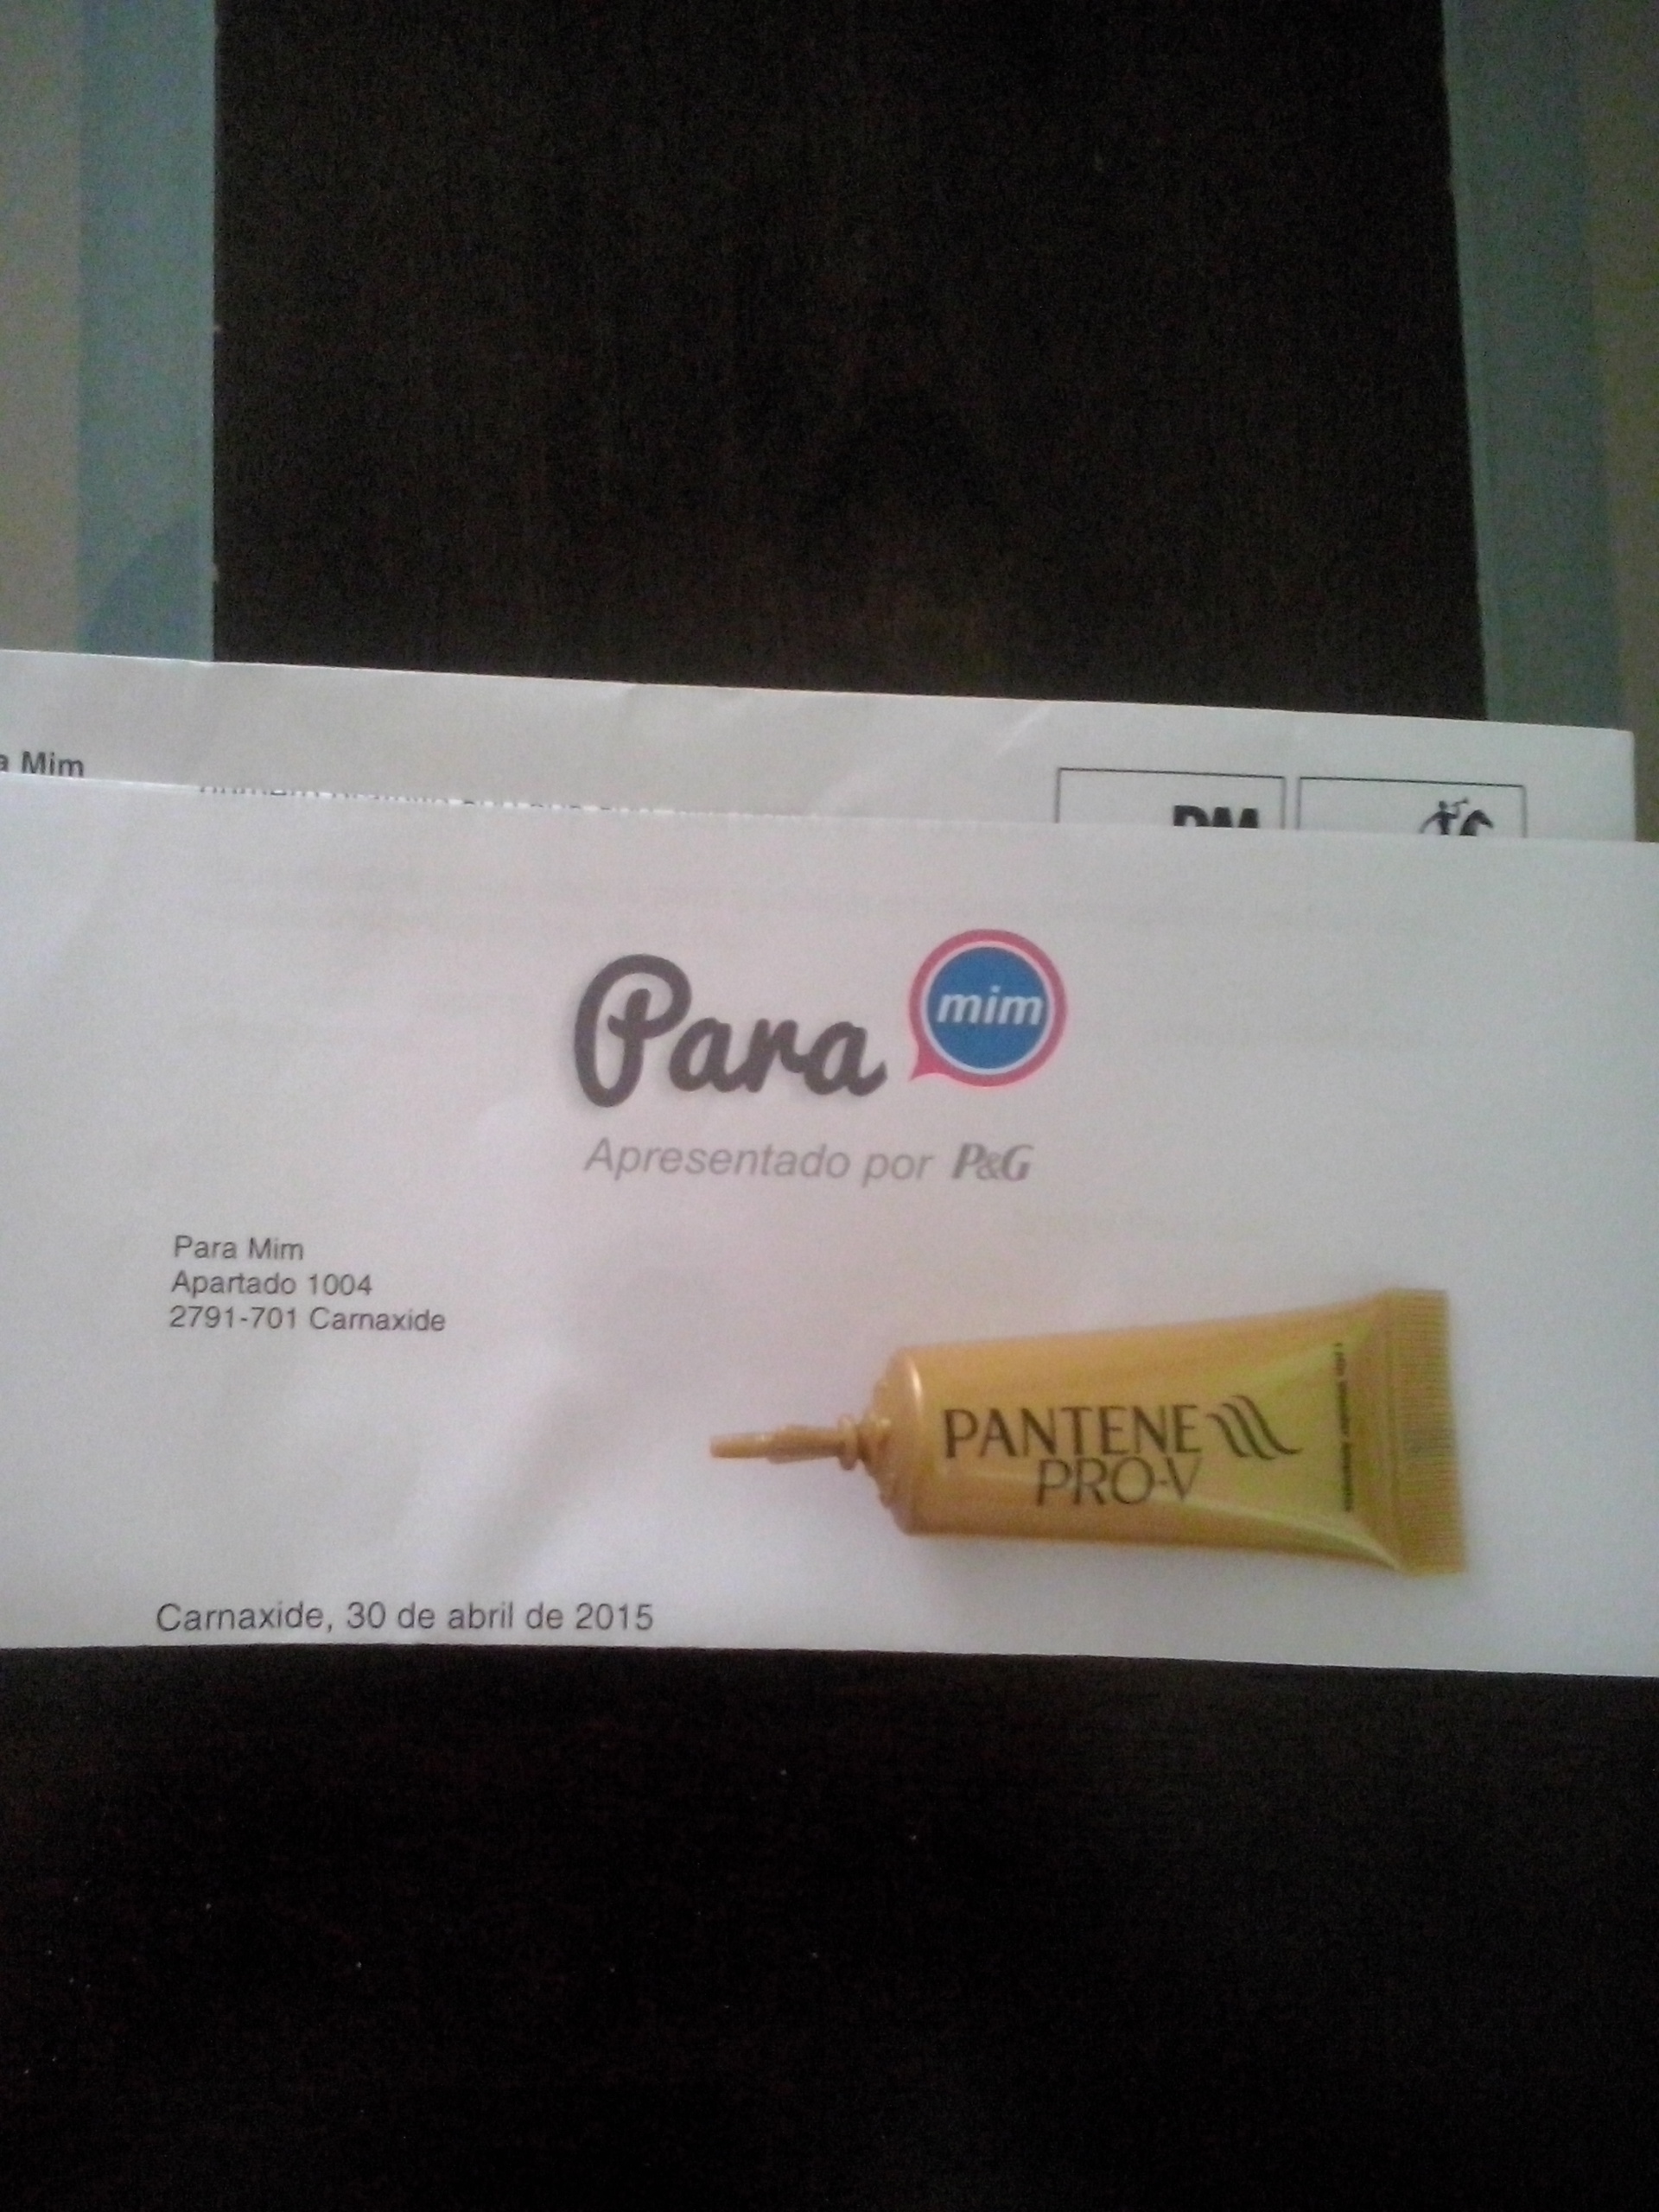 a Mim
Para mim
Apresentado por P&G
Para Mim
Apartado 1004
2791-701 Carnaxide
PANTENE
PRO-V
Carnaxide, 30 de abril de 2015